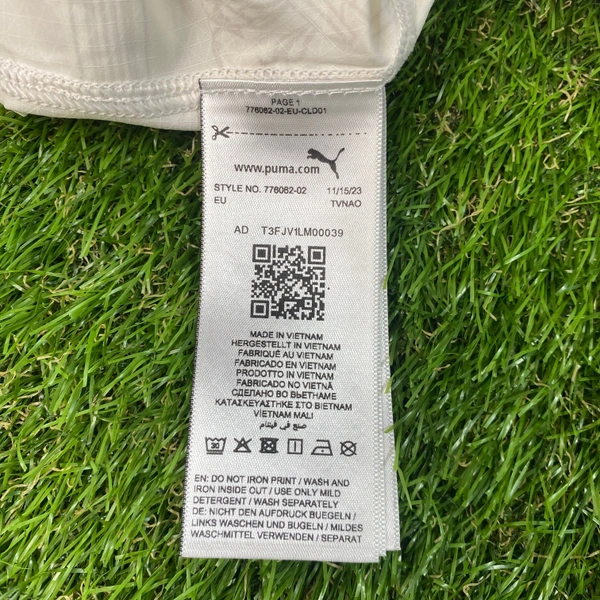 PAGE 1
776062-02-EU-CLD01
www.puma.com
STYLE NO. 776062-02 11/15/23
EU TVNAO
AD T3FJV1LM00039
MADE IN VIETNAM
HERGESTELLT IN VIETNAM
FABRIQUÉ AU VIETNAM
FABRICADO EN VIETNAM
PRODOTTO IN VIETNAM
FABRICADO NO VIETNÃ
СДЕЛАНО ВО ВЬЕТНАМЕ
ΚΑΤΑΣΚΕΥΑΣΤΗΚΕ ΣΤΟ ΒΙΕΤΝΑΜ
VİETNAM MALI
صنع في فيتنام
30
EN: DO NOT IRON PRINT / WASH AND
IRON INSIDE OUT / USE ONLY MILD
DETERGENT / WASH SEPARATELY
DE: NICHT DEN AUFDRUCK BUEGELN /
LINKS WASCHEN UND BUGELN / MILDES
WASCHMITTEL VERWENDEN / SEPARAT